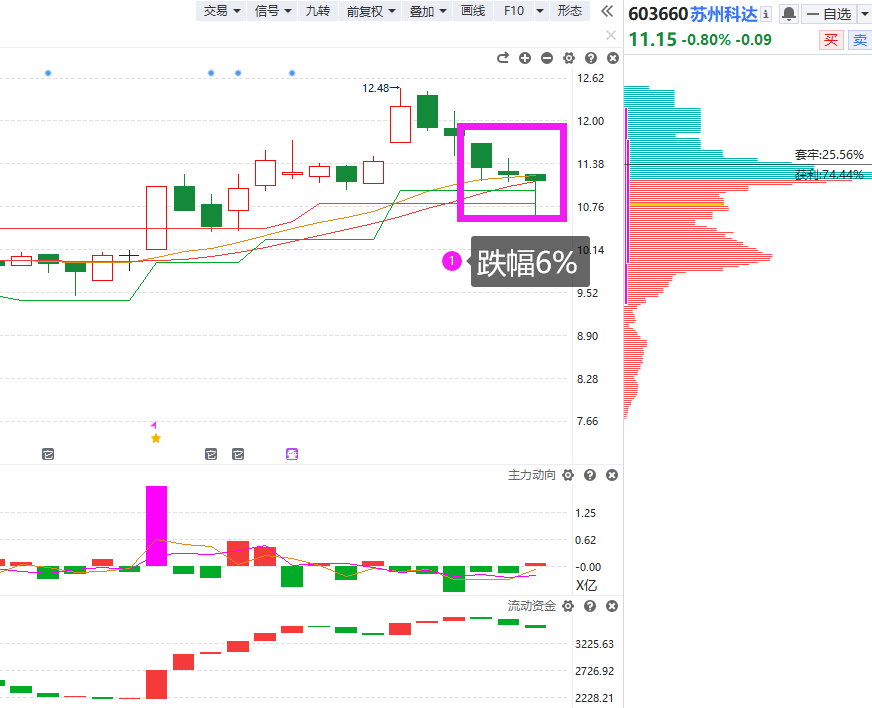 交易 信号 九转 前复权 叠加 画线 F10 形态
603660 苏州科达
自选
11.15 -0.80% -0.09
买 卖
12.62
12.48
12.00
套牢:25.56%
11.38
获利:74.44%
10.76
10.14
1 跌幅6%
9.52
8.90
8.28
7.66
主力动向
1.25
0.62
-0.00
X亿
流动资金
3225.63
2726.92
2228.21